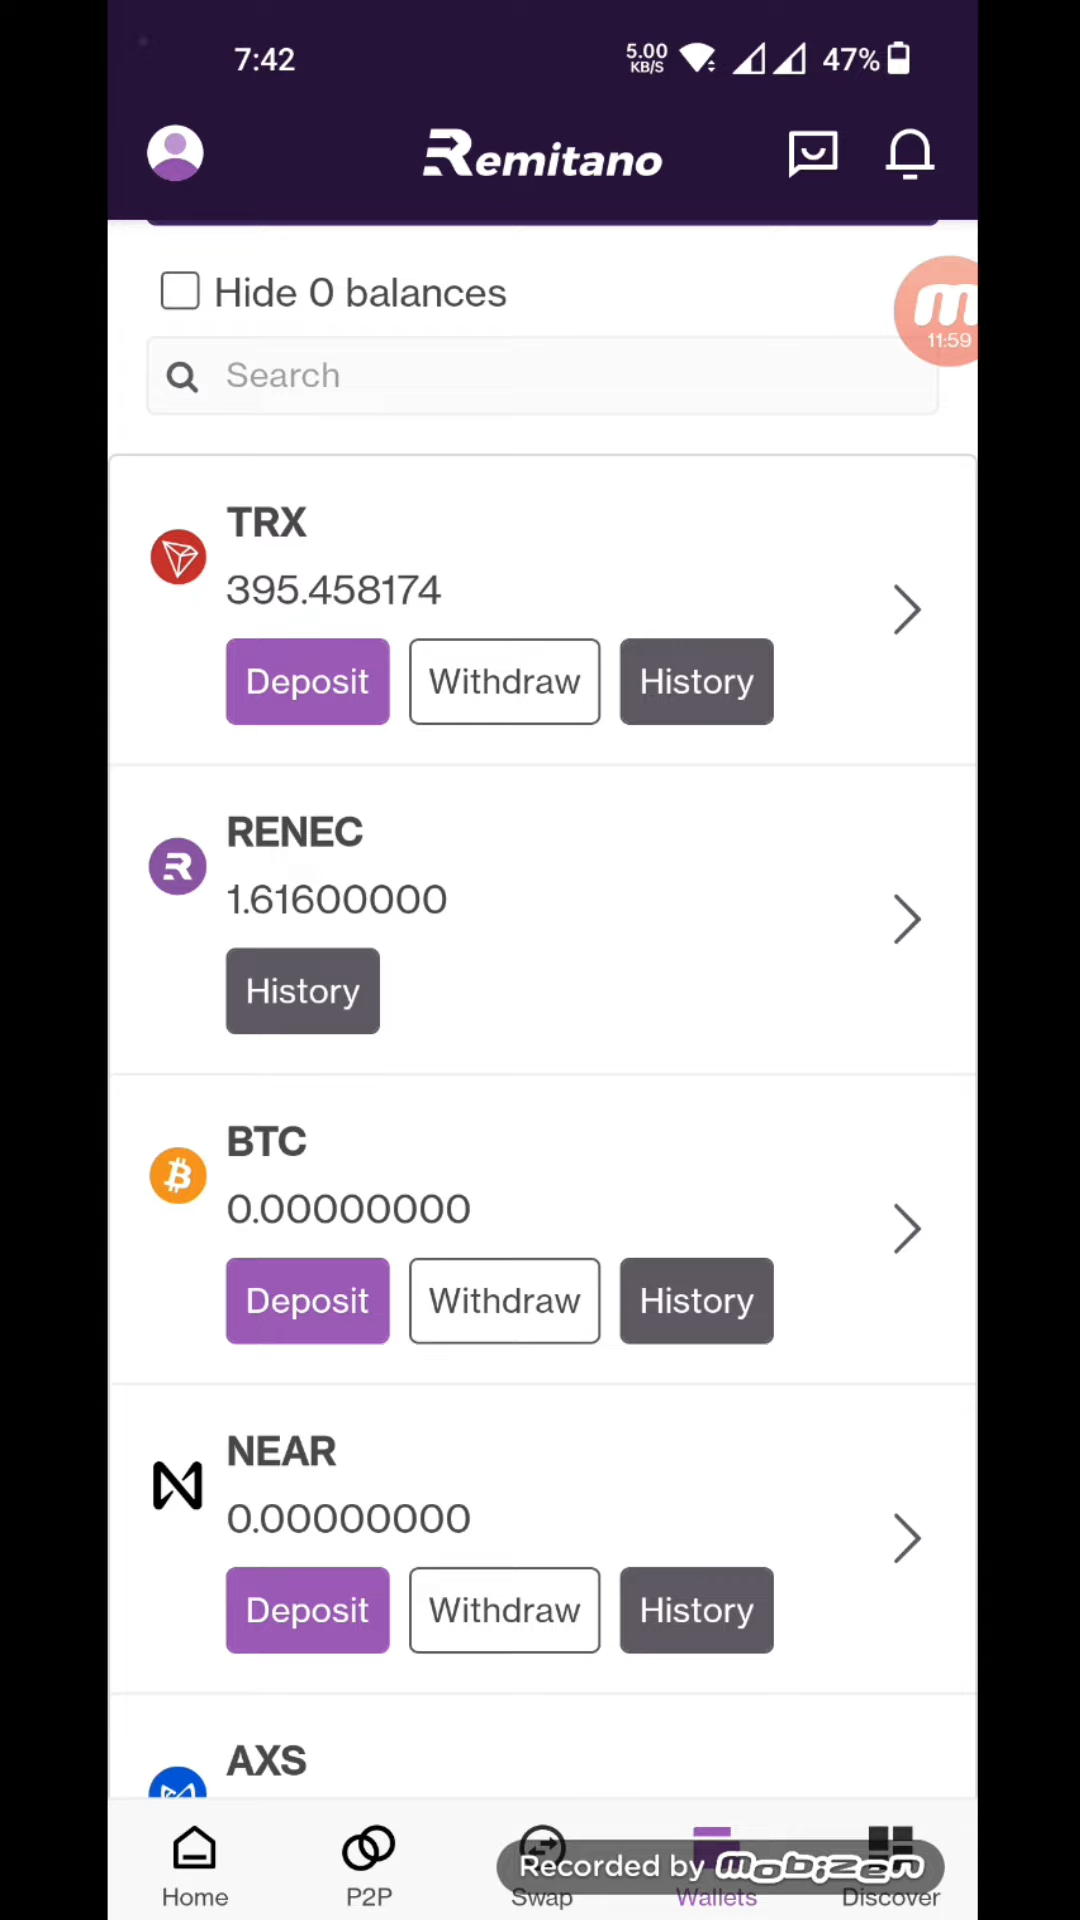 7:42
5.00
KB/S
47%
Remitano
Hide 0 balances
11:59
Search
TRX
395.458174
Deposit
Withdraw
History
RENEC
1.61600000
History
BTC
0.00000000
Deposit
Withdraw
History
NEAR
0.00000000
Deposit
Withdraw
History
AXS
Recorded by mobizen
Home
P2P
Swap
Wallets
Discover